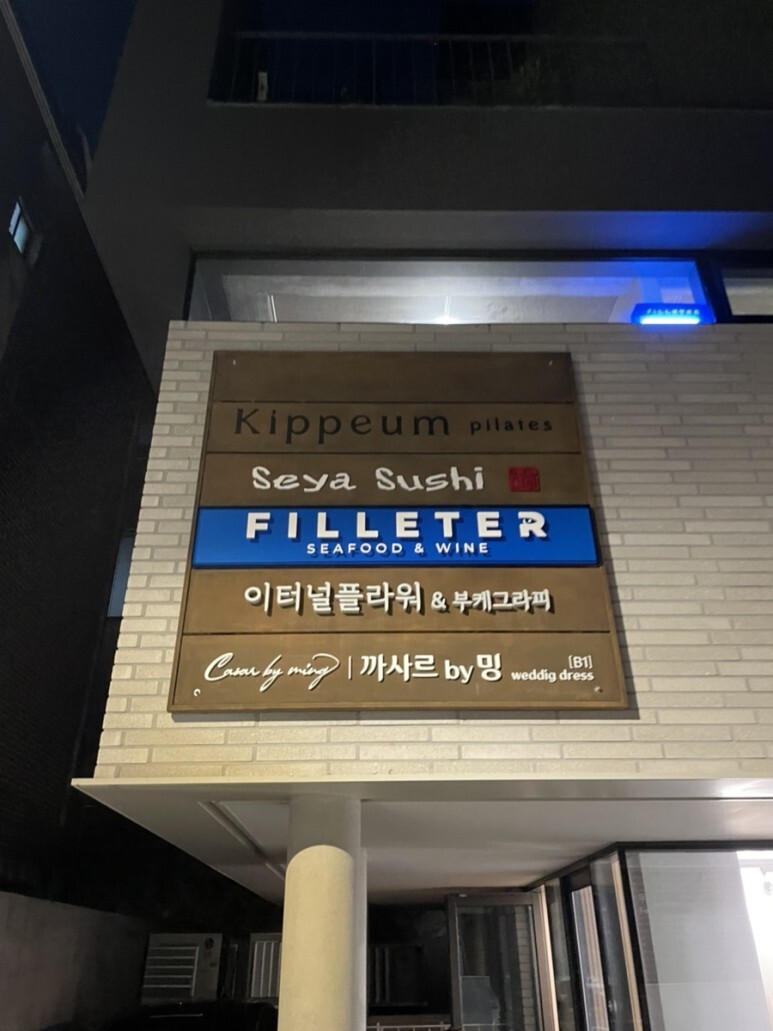 FILLETER
Kippeum pilates
Seya Sushi
FILLETER
SEAFOOD & WINE
이터널플라워 & 부케그라피
Casar by ming | 까사르 by 밍 [B1] weddig dress